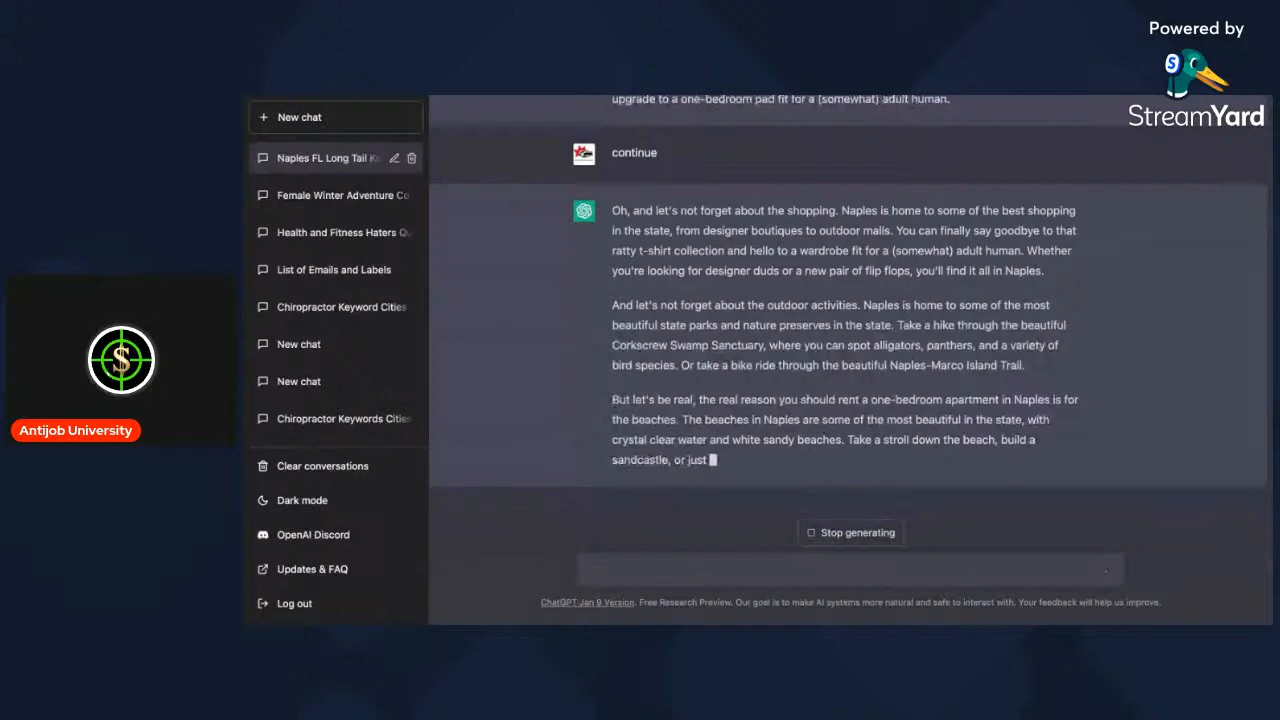 Powered by
S
StreamYard
+ New chat
Naples FL Long Tail
Female Winter Adventure Co
Health and Fitness Haters Qu
List of Emails and Labels
Chiropractor Keyword Cities
New chat
New chat
Chiropractor Keywords Cities
Clear conversations
Dark mode
OpenAI Discord
Updates & FAQ
Log out
$
Antijob University
upgrade to a one-bedroom pad fit for a (somewhat) adult human.
continue
Oh, and let's not forget about the shopping. Naples is home to some of the best shopping
in the state, from designer boutiques to outdoor malls. You can finally say goodbye to that
ratty t-shirt collection and hello to a wardrobe fit for a (somewhat) adult human. Whether
you're looking for designer duds or a new pair of flip flops, you'll find it all in Naples.
And let's not forget about the outdoor activities. Naples is home to some of the most
beautiful state parks and nature preserves in the state. Take a hike through the beautiful
Corkscrew Swamp Sanctuary, where you can spot alligators, panthers, and a variety of
bird species. Or take a bike ride through the beautiful Naples-Marco Island Trail.
But let's be real, the real reason you should rent a one-bedroom apartment in Naples is for
the beaches. The beaches in Naples are some of the most beautiful in the state, with
crystal clear water and white sandy beaches. Take a stroll down the beach, build a
sandcastle, or just
Stop generating
ChatGPT Jan 9 Version. Free Research Preview. Our goal is to make AI systems more natural and safe to interact with. Your feedback will help us improve.